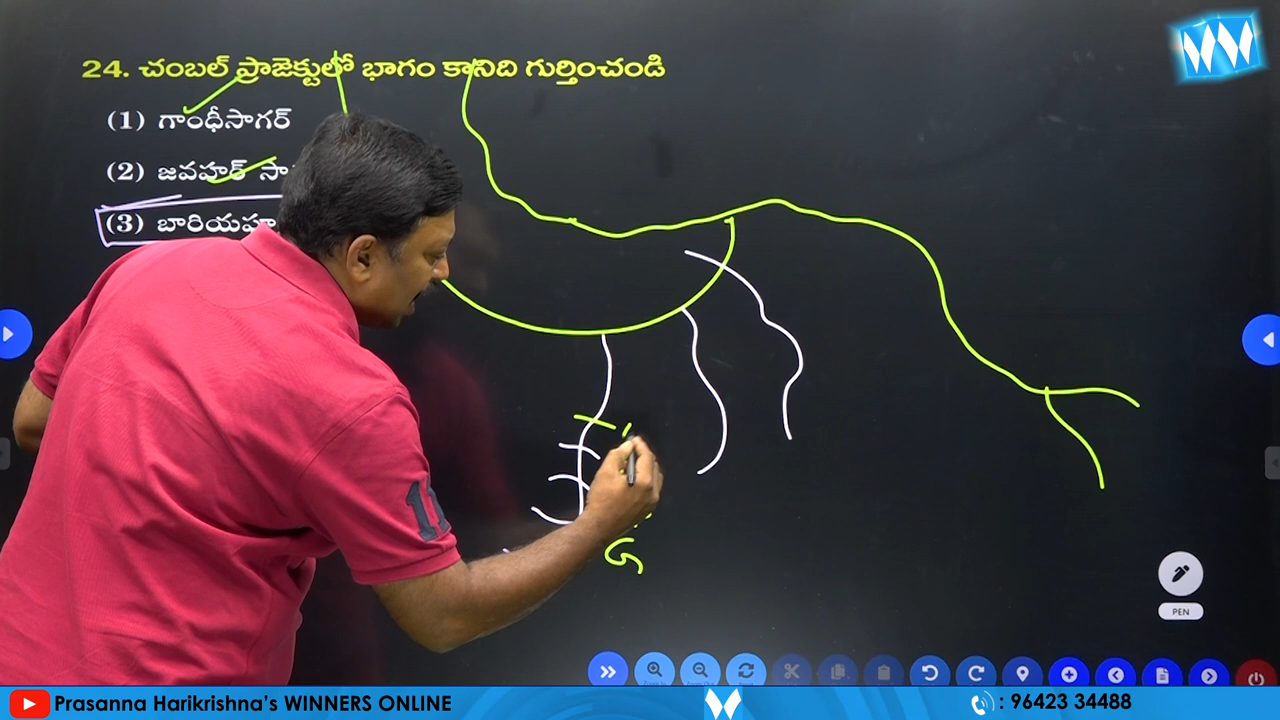 24. చంబల్ ప్రాజెక్టులో భాగం కానిది గుర్తించండి
(1) గాంధీసాగర్
(2) జవహర్
(3)
G
PEN
Prasanna Harikrishna's WINNERS ONLINE
: 96423 34488